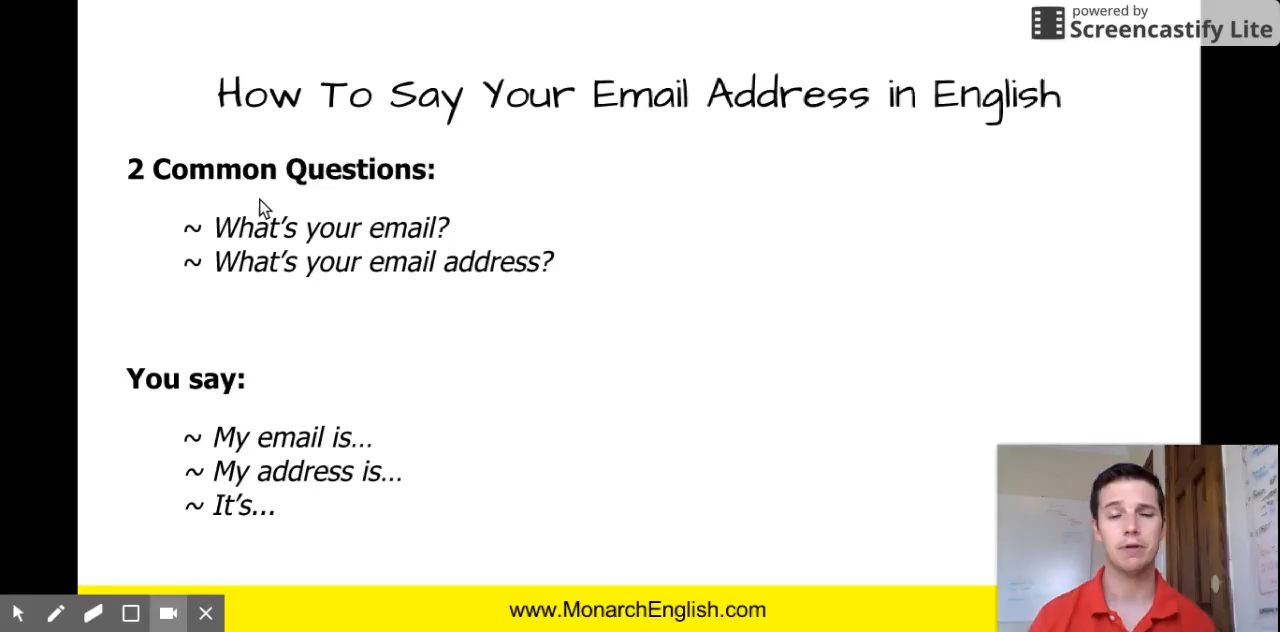 powered by
Screencastify Lite
How To Say Your Email Address in English
2 Common Questions:
~ What's your email?
~ What's your email address?
You say:
~ My email is...
~ My address is...
~ It's...
www.MonarchEnglish.com